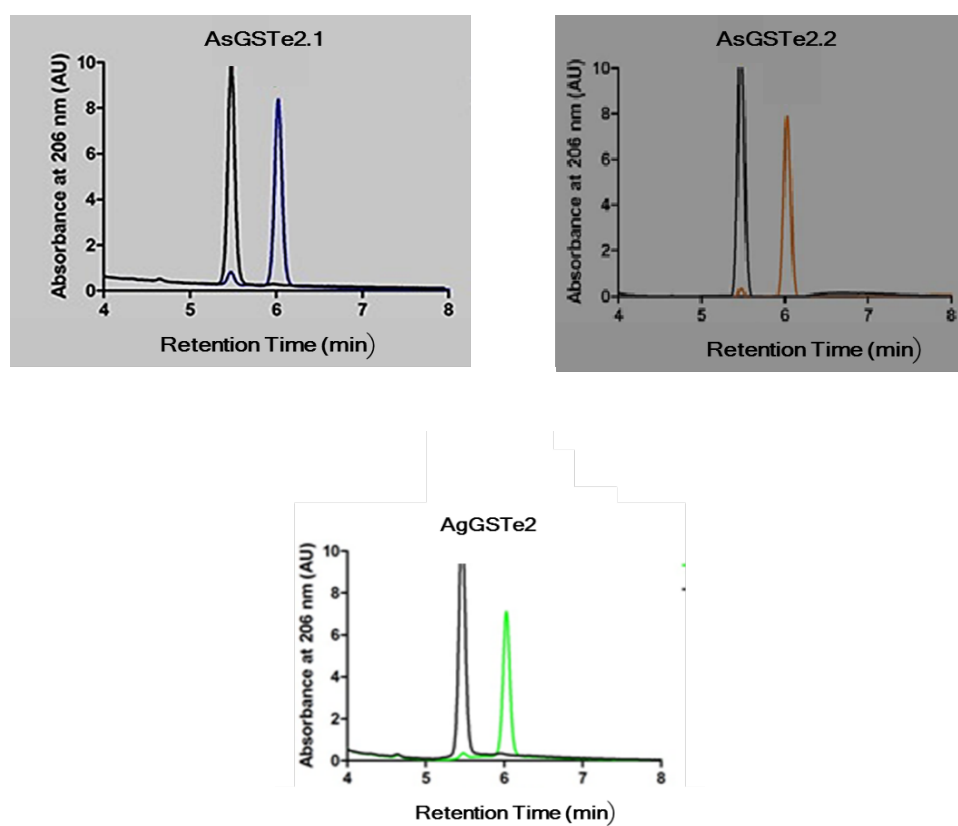 AsGSTe2.1
Absorbance at 206 nm (AU)
10
8
6
4
2
0
4 5 6 7 8
Retention Time (min)
AsGSTe2.2
Absorbance at 206 nm (AU)
10
8
6
4
2
0
4 5 6 7 8
Retention Time (min)
AgGSTe2
Absorbance at 206 nm (AU)
10
8
6
4
2
0
4 5 6 7 8
Retention Time (min)